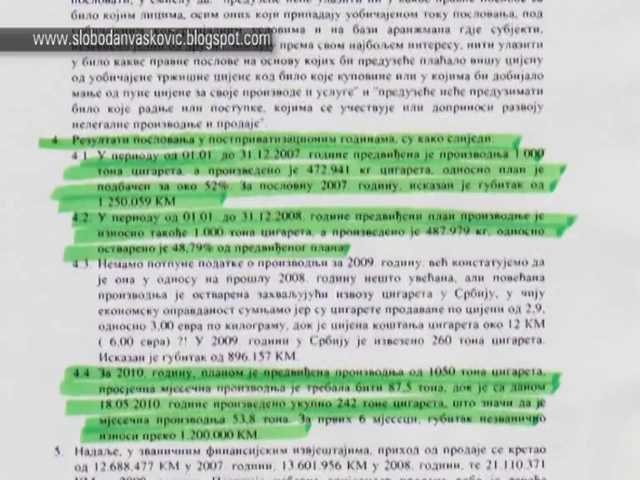 било којим лицима, осим оних који припадају уобичајеном току пословања, под
www.slobodanvaskovic.blogspot.com
и на бази аранжмана гдје субјекти,
према свом најбољем интересу, нити улазити
у било какве правне послове на основу којих би предузеће плаћало вишу цијену
од уобичајене тржишне цијене код било које куповине или у којима би добијало
мање од пуне цијене за своје производе и услуге" и "предузеће неће предузимати
било које радње или поступке, којима се учествује или доприноси развоју
нелегалне производње и продаје".
4. Резултати пословања у постприватизационим годинама, су како слиједи:
4.1. У периоду од 01.01. до 31.12.2007. године предвиђена је производња 1.000
тона цигарета, а произведено је 472.941 кг цигарета, односно план је
подбачен за око 52%. За пословну 2007. годину, исказан је губитак од
1.250.059 КМ
4.2. У периоду од 01.01. до 31.12.2008. године предвиђени план производње је
износио такође 1.000 тона цигарета, а произведено је 487.979 кг, односно
остварено је 48,79% од предвиђеног плана.
4.3. Немамо потпуне податке о производњи за 2009. годину, већ констатујемо да
је она у односу на прошлу 2008. годину нешто увећана, али повећана
производња је остварена захваљујући извозу цигарета у Србију, у чију
економску оправданост сумњамо јер су цигарете продаване по цијени од 2,9,
односно 3,00 евра по килограму, док је цијена коштања цигарета око 12 КМ
( 6,00 евра) ?! У 2009. години у Србију је извезено 260 тона цигарета.
Исказан је губитак од 896.157 КМ.
4.4. За 2010. годину, планом је предвиђена производња од 1050 тона цигарета,
просјечна мјесечна производња је требала бити 87,5 тона, док је са даном
18.05.2010. године произведено укупно 242 тоне цигарета, што значи да је
мјесечна производња 53,8 тона. За првих 6 мјесеци, губитак незванично
износи преко 1.200.000 КМ.
5. Надаље, у званичним финансијским извјештајима, приход од продаје се кретао
од 12.688.477 КМ у 2007. години, 13.601.956 КМ у 2008. години, те 21.110.371